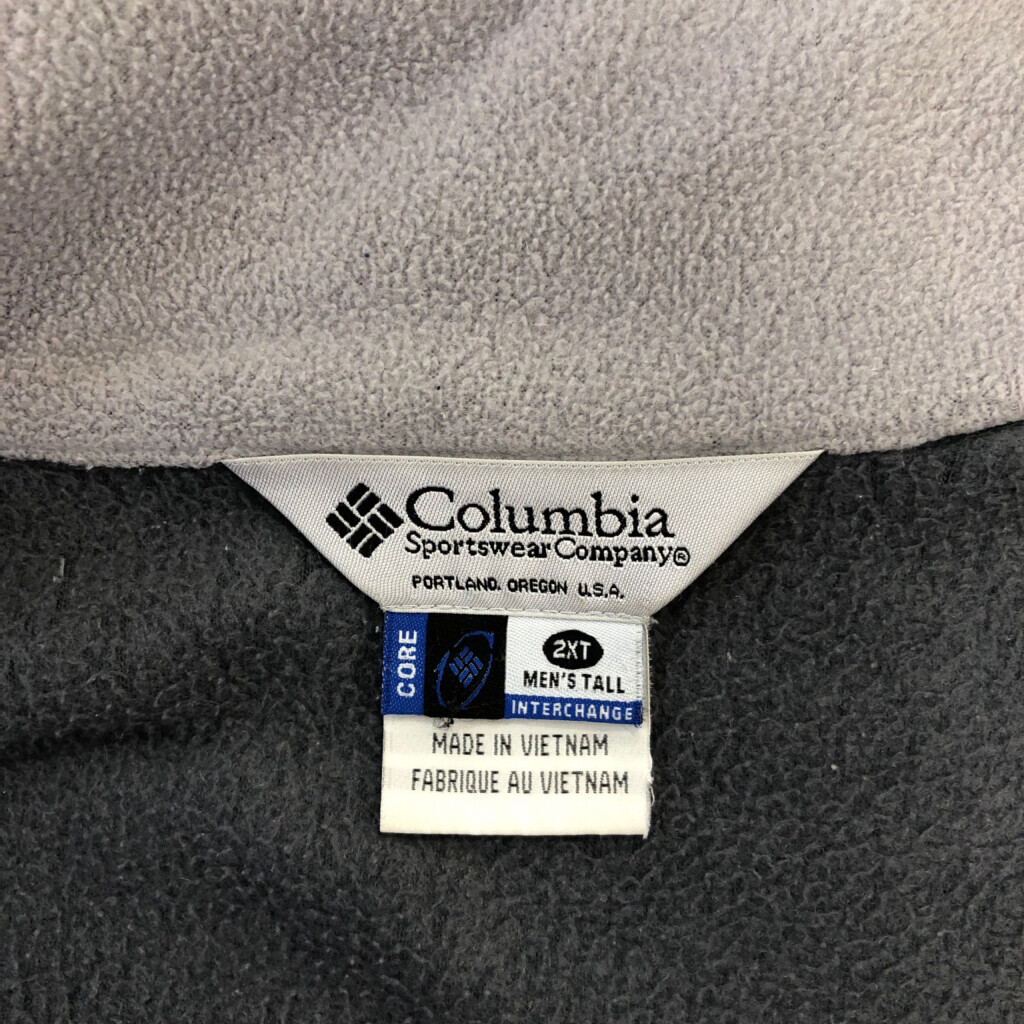 Columbia
Sportswear Company®
PORTLAND, OREGON U.S.A.
CORE
2XT
MEN'S TALL
INTERCHANGE
MADE IN VIETNAM
FABRIQUE AU VIETNAM